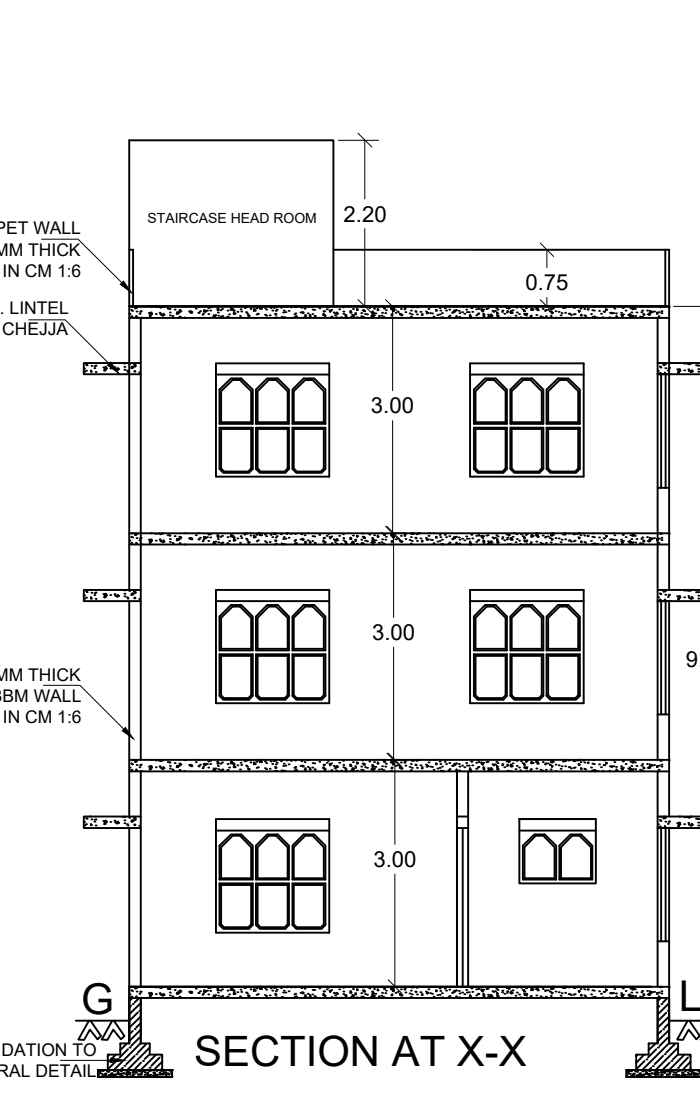 STAIRCASE HEAD ROOM
2.20
PET WALL
MM THICK
IN CM 1:6
0.75
. LINTEL
CHEJJA
3.00
3.00
MM THICK
BBM WALL
IN CM 1:6
9
3.00
G
L
DATION TO
RAL DETAIL
SECTION AT X-X